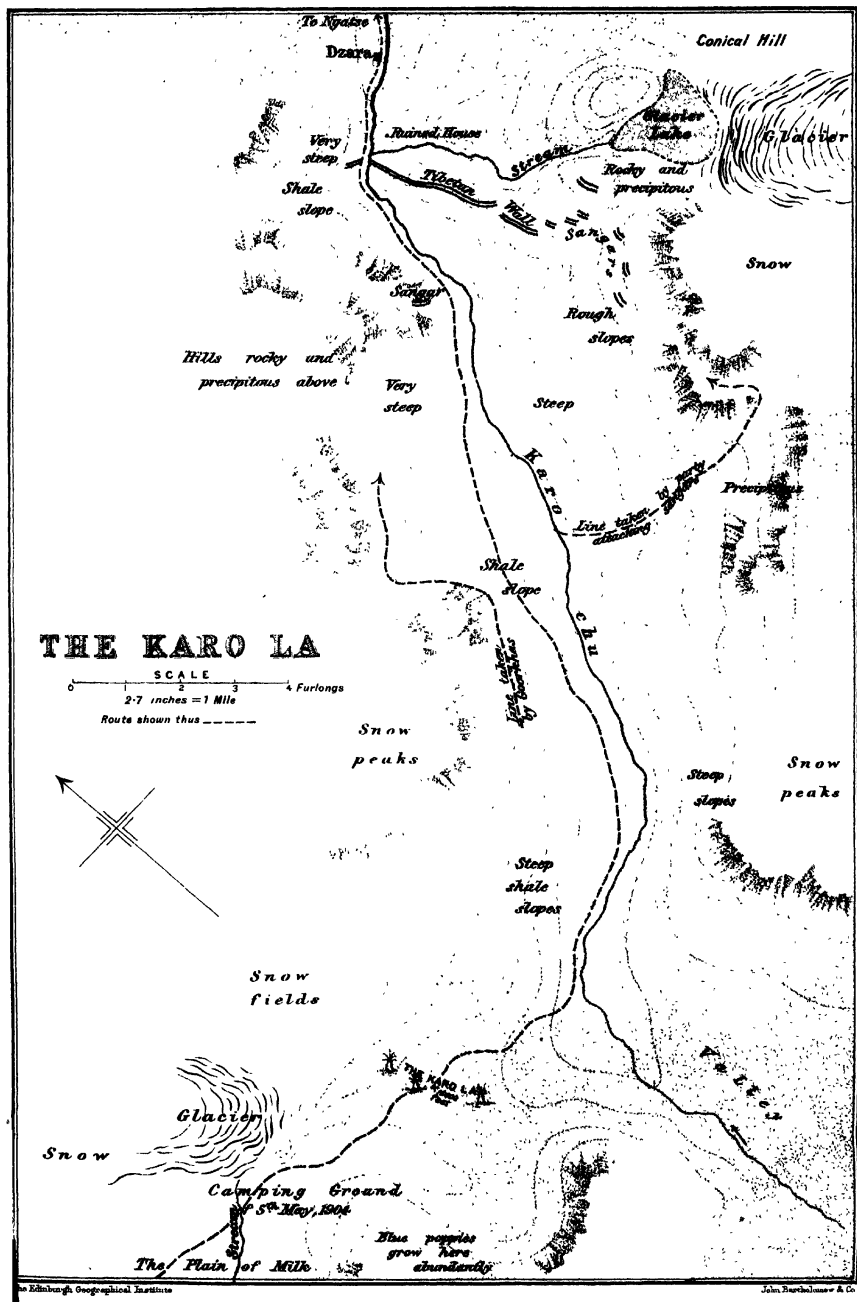 To Ngatse
Dzara
Conical Hill
Ruined House
Glacier
Lake
Glacier
Very
steep
Stream
Rocky and
precipitous
Tibetan
Wall
Shale
slope
Sangars
Snow
Sangar
Rough
slopes
Hills rocky and
precipitous above
Very
steep
Steep
Karo chu
Line taken by party
attacking sangars
Precipitous
Shale
slope
THE KARO LA
SCALE
0 1 2 3 4 Furlongs
2·7 inches = 1 Mile
Route shown thus
Line taken
by Goorkhas
Snow
peaks
Steep
slopes
Snow
peaks
Steep
shale
slopes
Snow
fields
Valley
THE KARO LA
Feet
Glacier
Snow
Camping Ground
of 5th May, 1904
Stream
Blue poppies
grow here
abundantly
The Plain of Milk
The Edinburgh Geographical Institute
John Bartholomew & Co